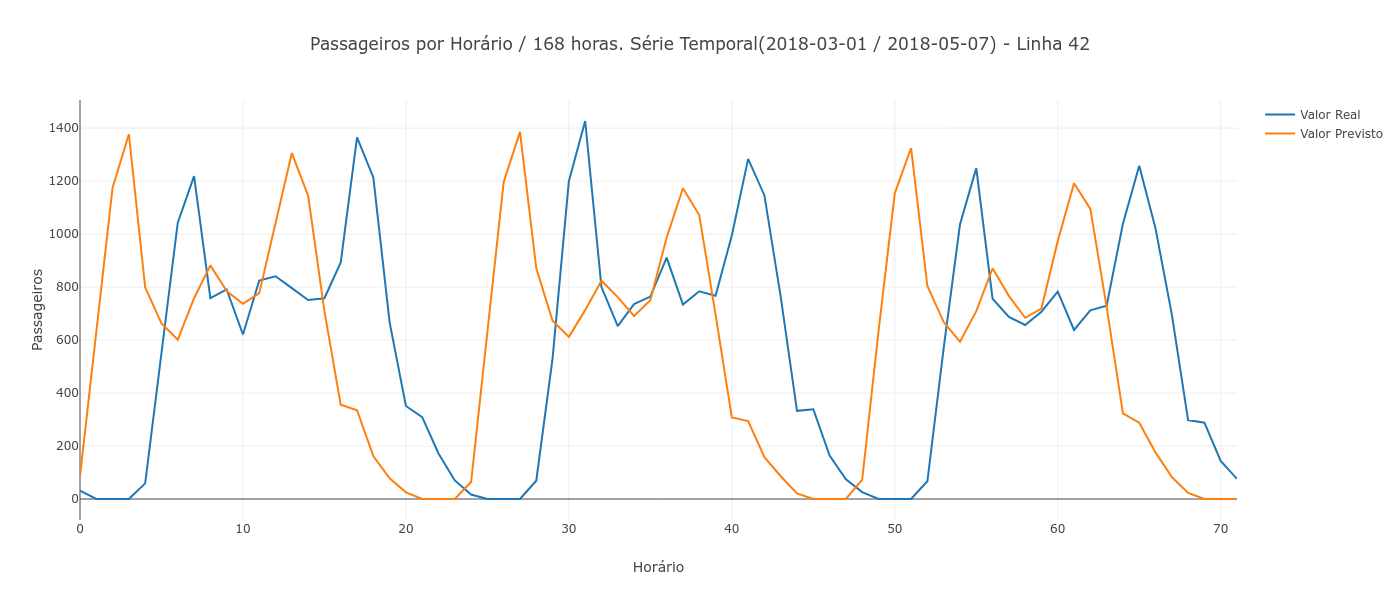 Passageiros por Horário / 168 horas. Série Temporal(2018-03-01 / 2018-05-07) - Linha 42
Valor Real
Valor Previsto
Passageiros
1400
1200
1000
800
600
400
200
0
0 10 20 30 40 50 60 70
Horário